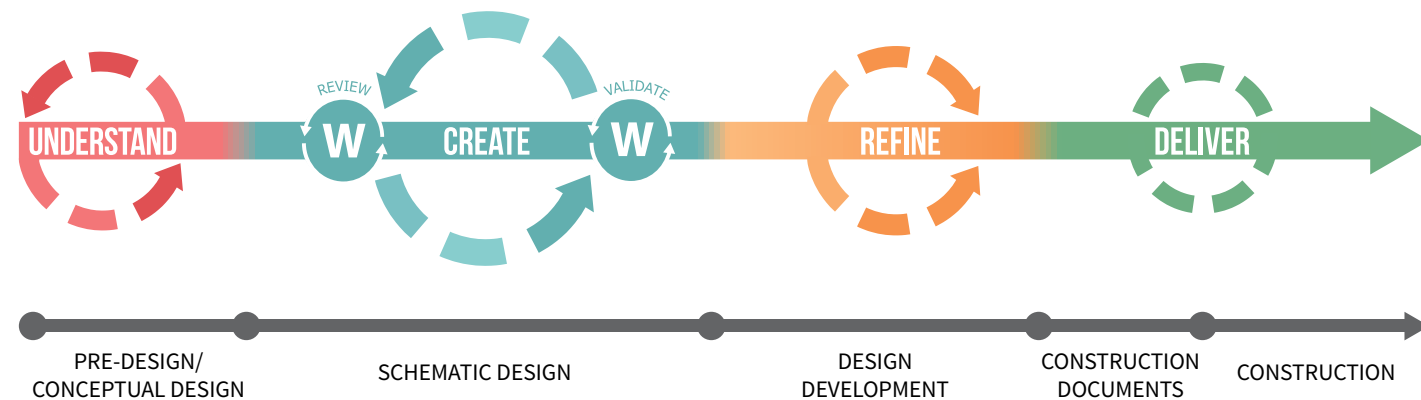 REVIEW
VALIDATE
UNDERSTAND
W
CREATE
W
REFINE
DELIVER
PRE-DESIGN/
CONCEPTUAL DESIGN
SCHEMATIC DESIGN
DESIGN
DEVELOPMENT
CONSTRUCTION
DOCUMENTS
CONSTRUCTION